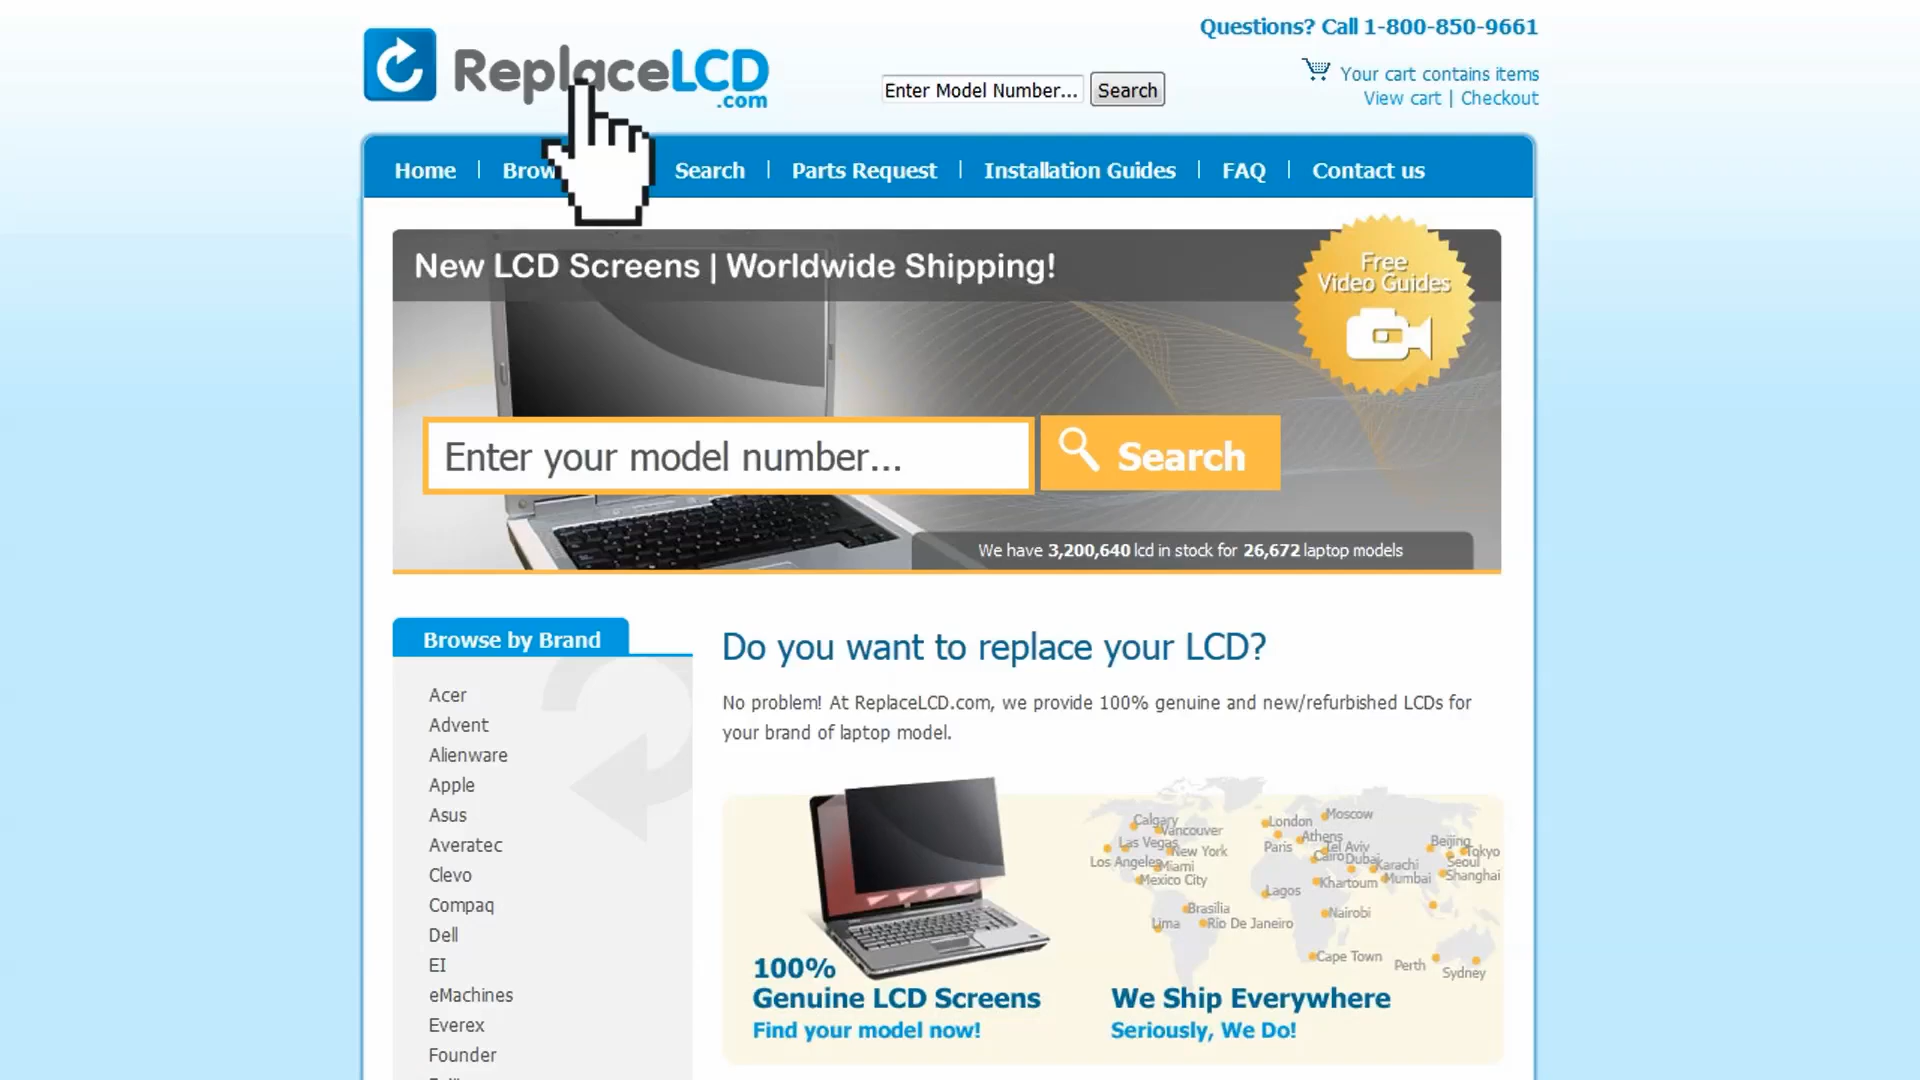 Questions? Call 1-800-850-9661
ReplaceLCD
.com
Enter Model Number...
Search
Your cart contains items
View cart | Checkout
Home
Search
Parts Request
Installation Guides
FAQ
Contact us
New LCD Screens | Worldwide Shipping!
Free
Video Guides
Enter your model number...
Search
We have 3,200,640 lcd in stock for 26,672 laptop models
Browse by Brand
Acer
Advent
Alienware
Apple
Asus
Averatec
Clevo
Compaq
Dell
EI
eMachines
Everex
Founder
Do you want to replace your LCD?
No problem! At ReplaceLCD.com, we provide 100% genuine and new/refurbished LCDs for
your brand of laptop model.
100%
Genuine LCD Screens
Find your model now!
Calgary
Vancouver
Las Vegas
New York
Los Angeles
Miami
Mexico City
Brasilia
Lima
Rio De Janeiro
London
Moscow
Athens
Paris
Tel Aviv
Cairo
Dubai
Karachi
Khartoum
Mumbai
Lagos
Nairobi
Cape Town
Beijing
Tokyo
Seoul
Shanghai
Perth
Sydney
We Ship Everywhere
Seriously, We Do!